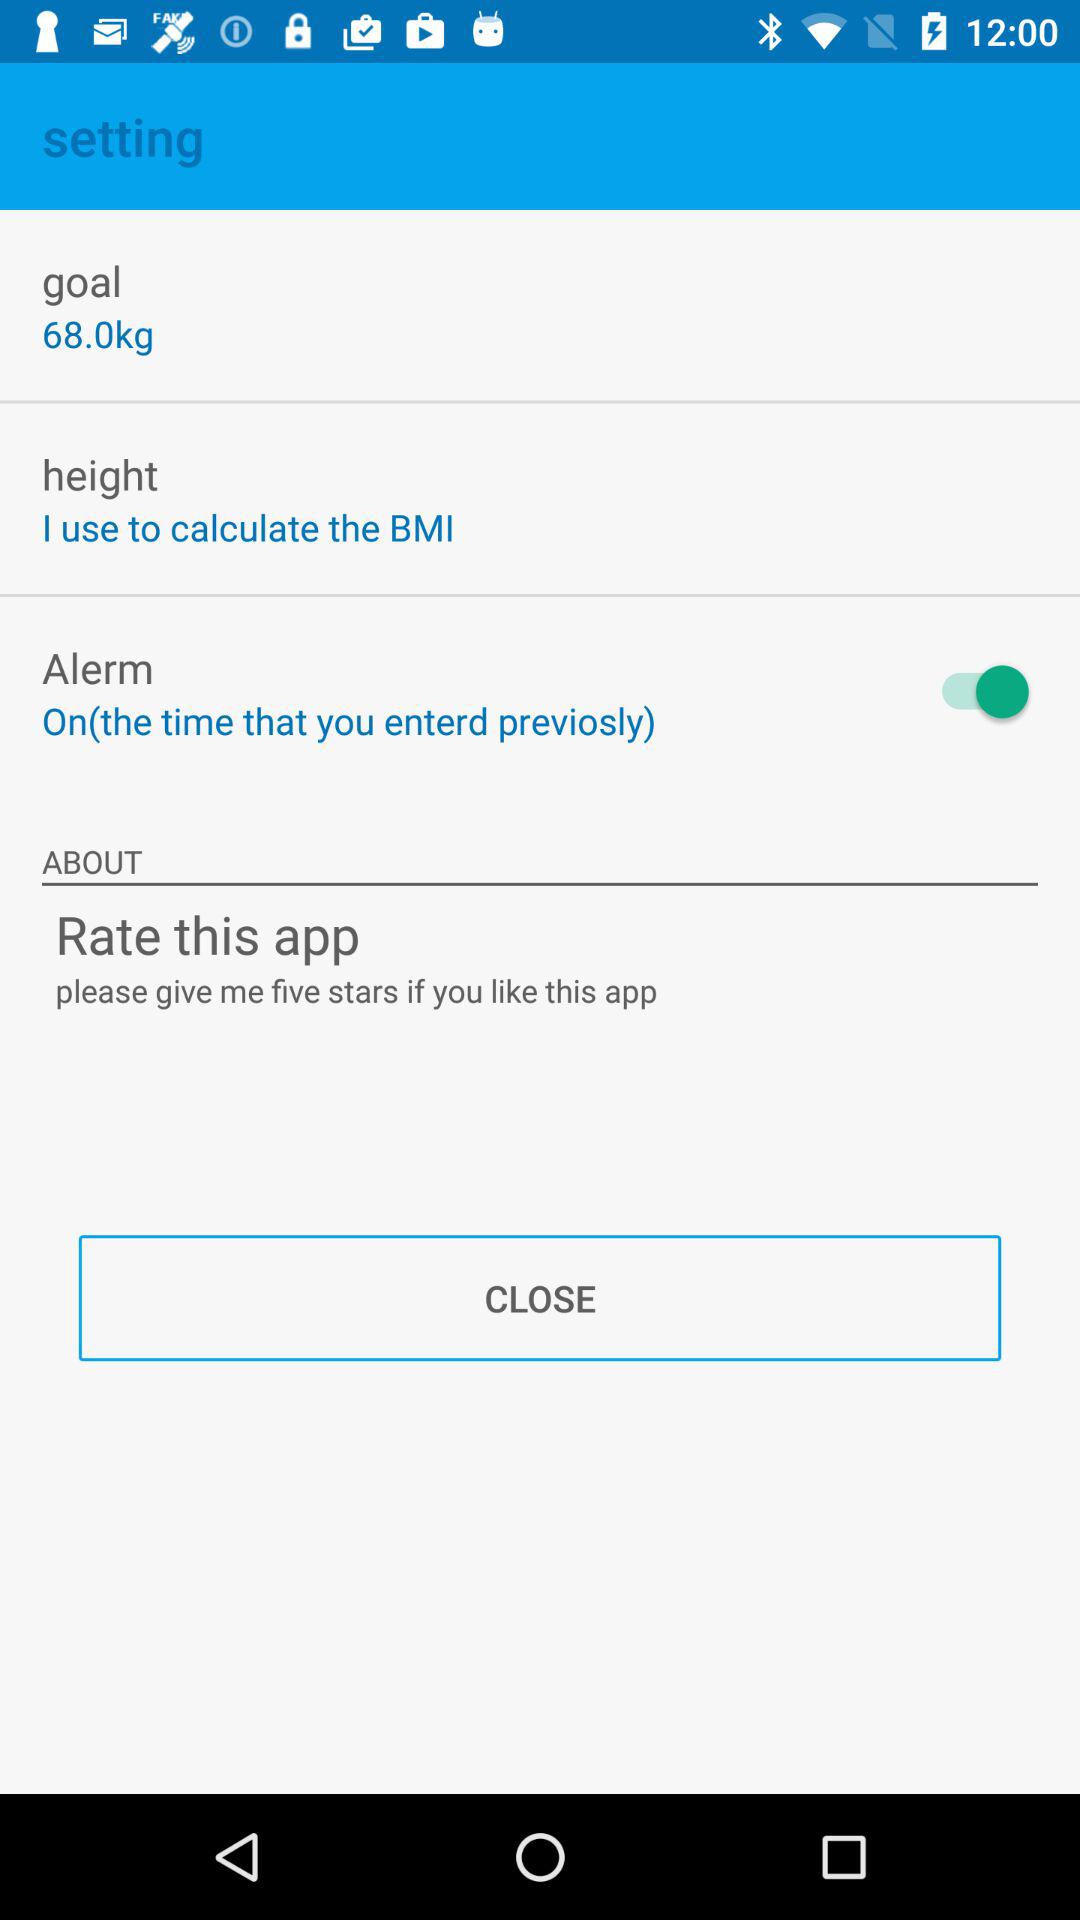 FAKE
12:00
setting
goal
68.0kg
height
I use to calculate the BMI
Alerm
On(the time that you enterd previosly)
ABOUT
Rate this app
please give me five stars if you like this app
CLOSE